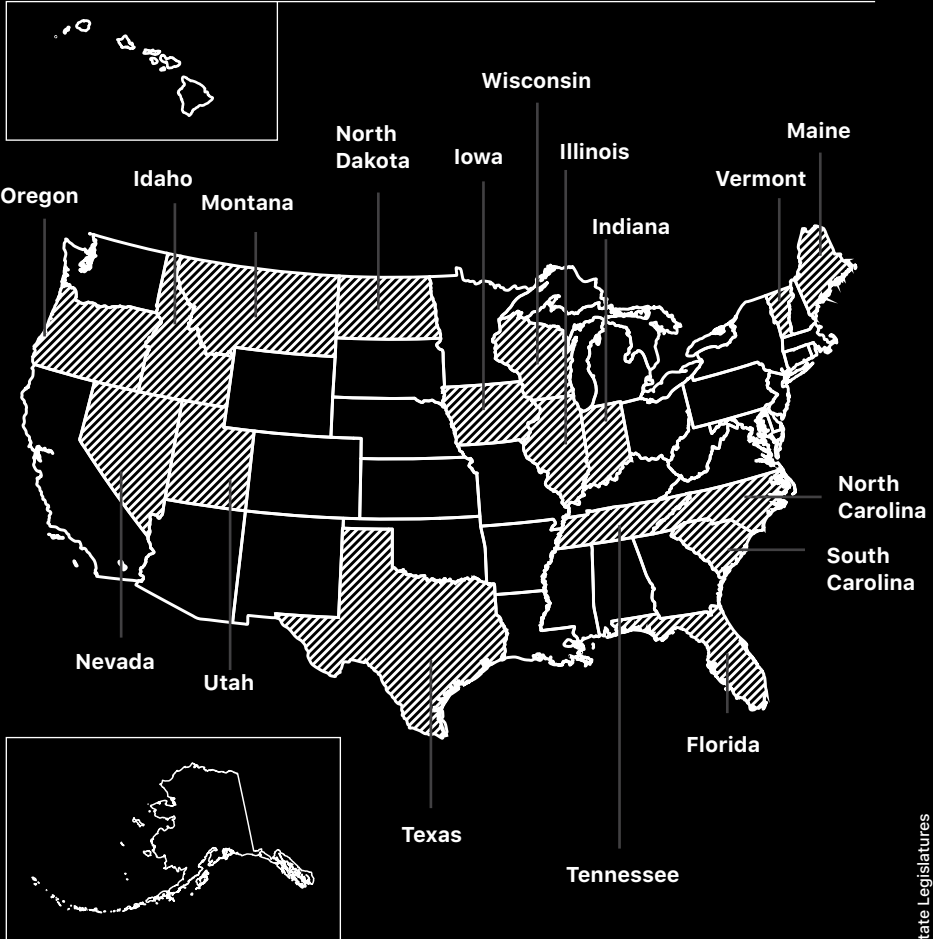 Wisconsin
Maine
North
Dakota
Iowa
Illinois
Vermont
Idaho
Oregon
Montana
Indiana
North
Carolina
South
Carolina
Nevada
Utah
Florida
Texas
Tennessee
tate Legislatures